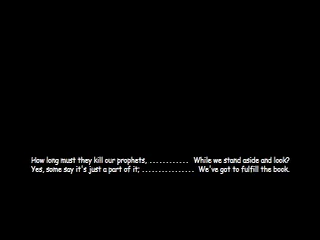 How long must they kill our prophets, ............ While we stand aside and look?
Yes, some say it's just a part of it; ................ We've got to fulfill the book.